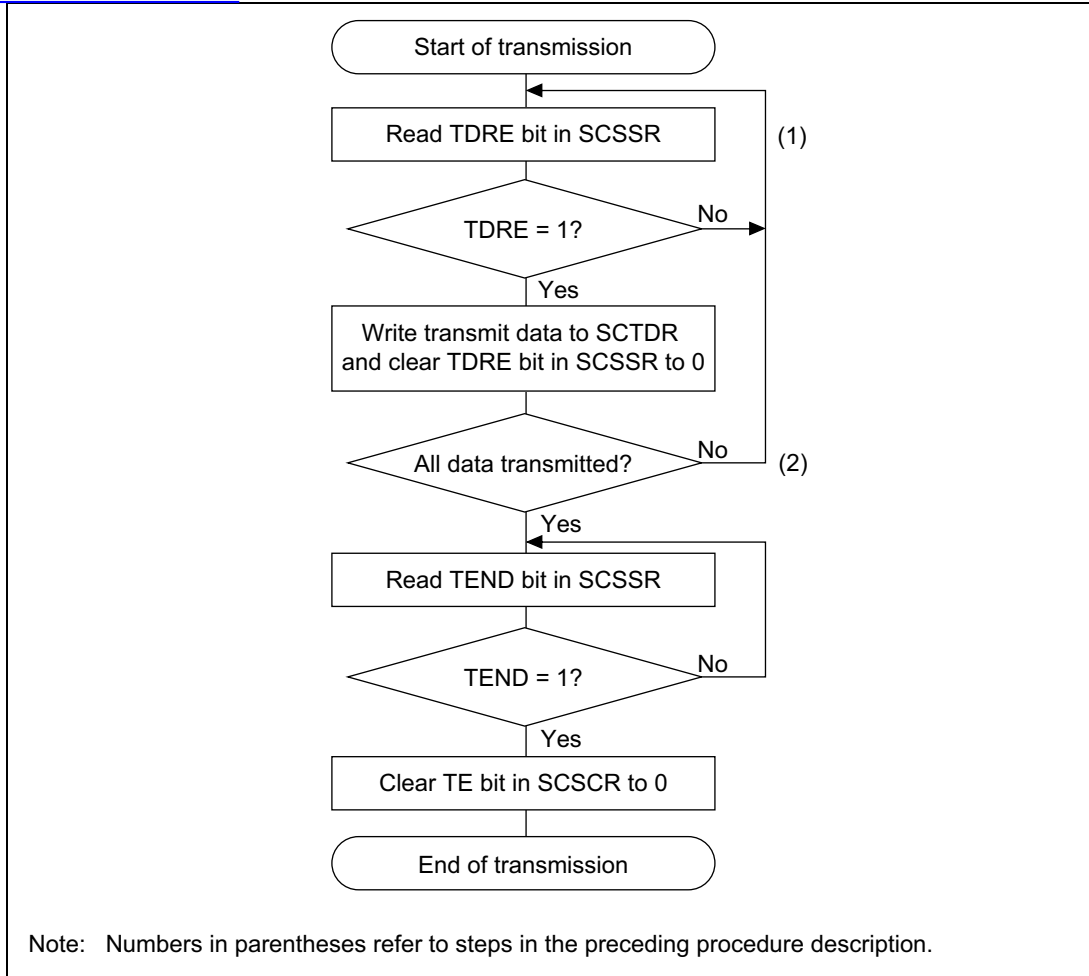 Start of transmission
Read TDRE bit in SCSSR
(1)
TDRE = 1?
No
Yes
Write transmit data to SCTDR
and clear TDRE bit in SCSSR to 0
All data transmitted?
No
(2)
Yes
Read TEND bit in SCSSR
TEND = 1?
No
Yes
Clear TE bit in SCSCR to 0
End of transmission
Note: Numbers in parentheses refer to steps in the preceding procedure description.